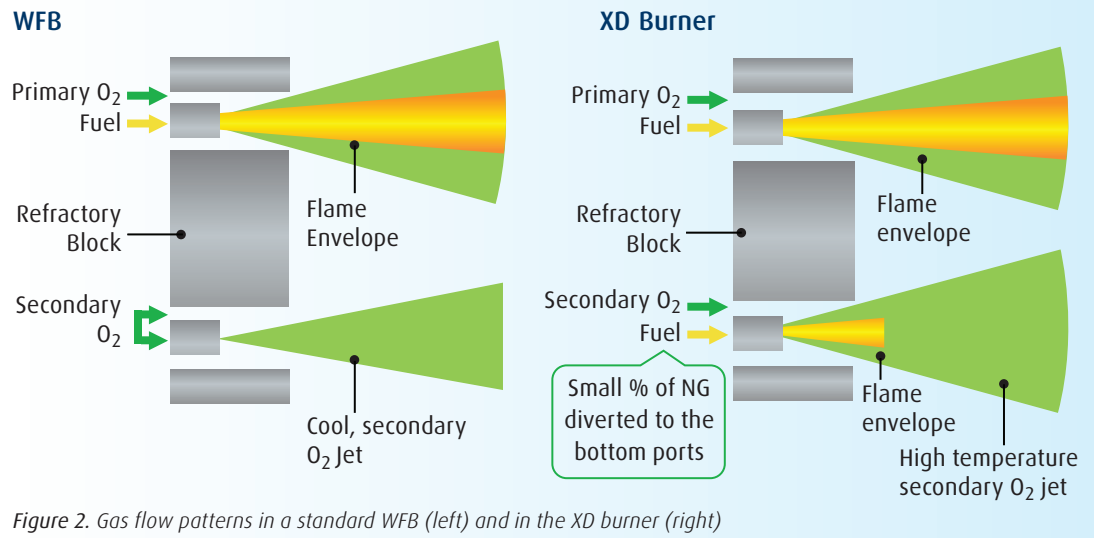 WFB
Primary O₂
Fuel
Refractory
Block
Secondary
O₂
Flame
Envelope
Cool, secondary
O₂ Jet
XD Burner
Primary O₂
Fuel
Refractory
Block
Secondary O₂
Fuel
Small % of NG
diverted to the
bottom ports
Flame
envelope
Flame
envelope
High temperature
secondary O₂ jet
Figure 2. Gas flow patterns in a standard WFB (left) and in the XD burner (right)